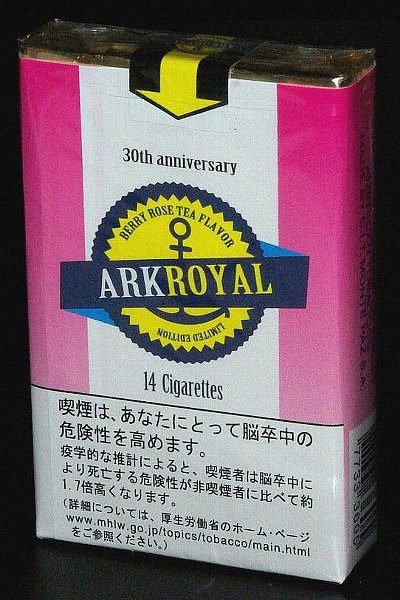 30th anniversary
BERRY ROSE TEA FLAVOR
ARKROYAL
LIMITED EDITION
14 Cigarettes
喫煙は、あなたにとって脳卒中の
危険性を高めます。
疫学的な推計によると、喫煙者は脳卒中に
より死亡する危険性が非喫煙者に比べて約
1.7倍高くなります。
(詳細については、厚生労働省のホーム・ページ
www.mhlw.go.jp/topics/tobacco/main.html
をご参照ください。)